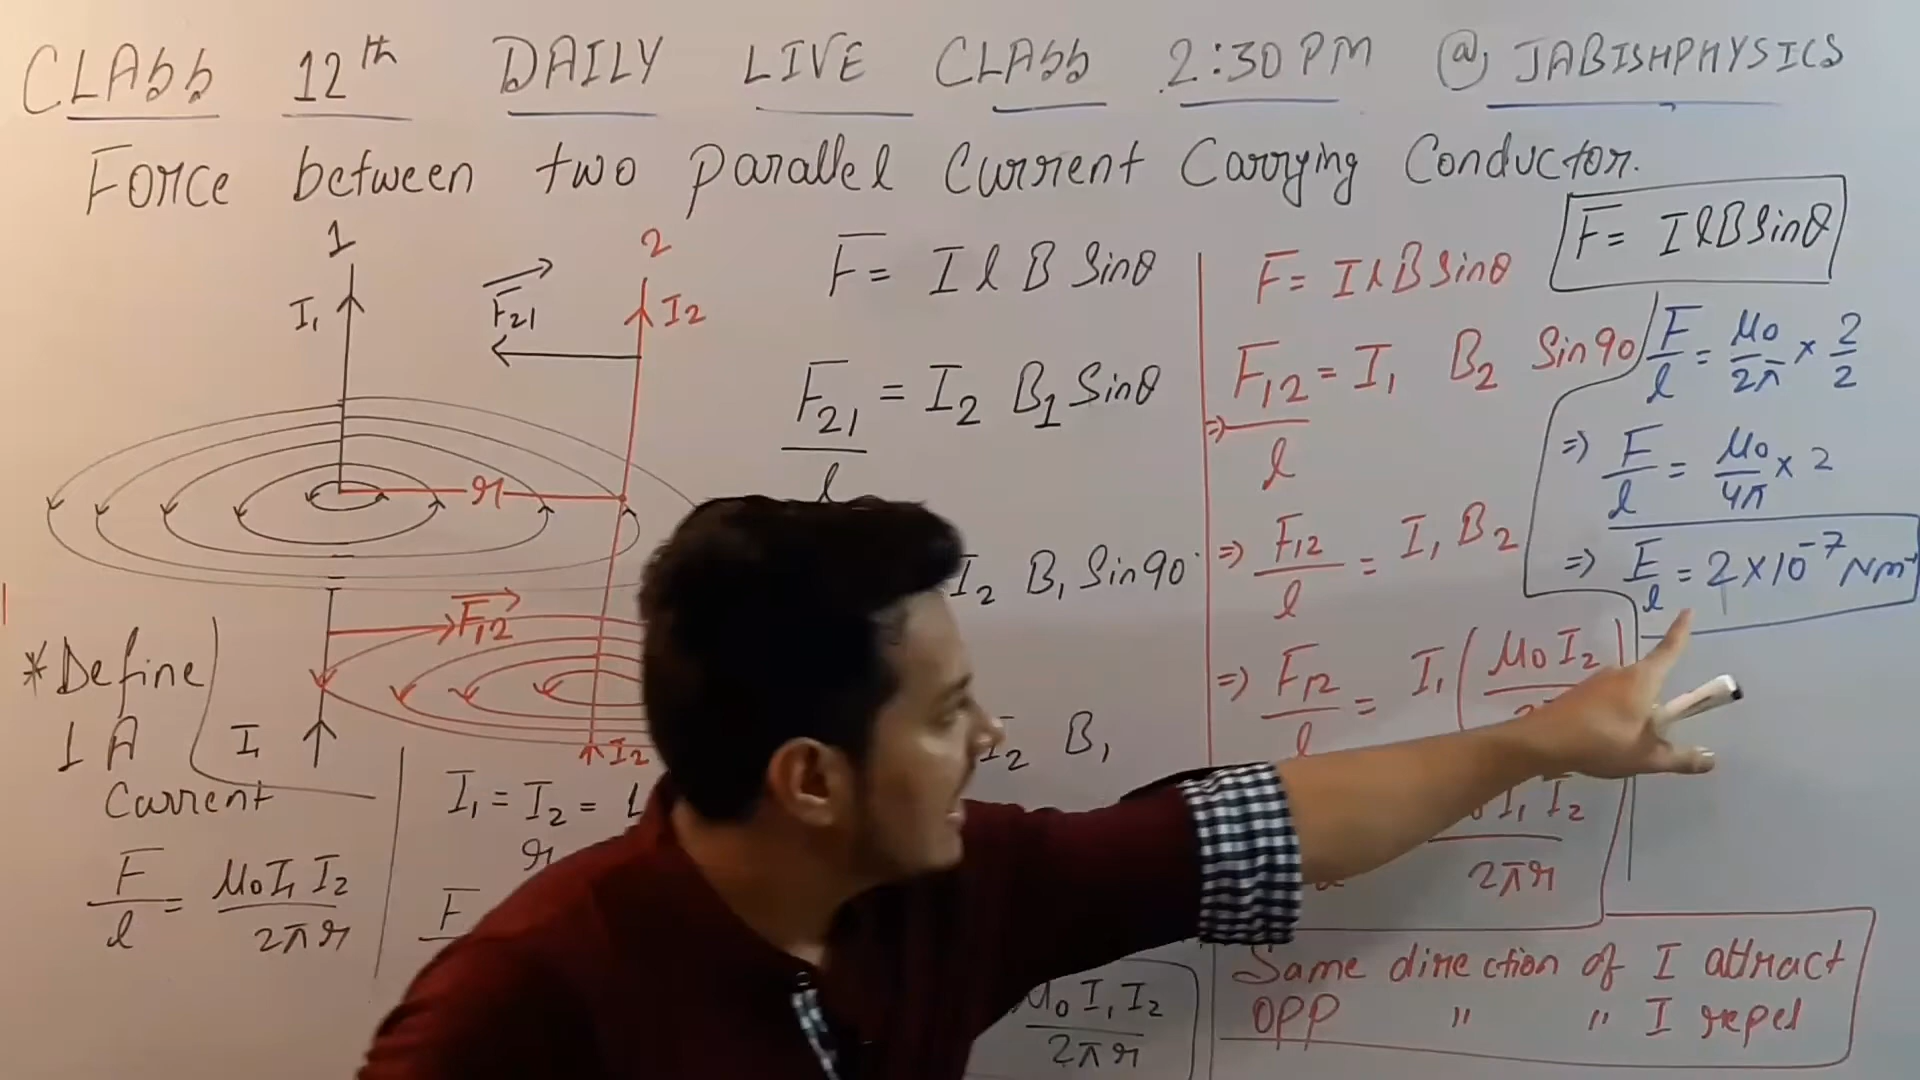 CLASS 12th DAILY LIVE CLASS 2:30 PM @JABISHPHYSICS
Force between two parallel Current Carrying Conductor.
1
I1
F21
2
I2
r
F12
I1
I2
*Define
1 A
Current
F/l = μ0 I1 I2 / 2πr
I1 = I2 = 1
r
F
F = I l B Sinθ
F21/l = I2 B1 Sinθ
I2 B1 Sin90°
I2 B1
μ0 I1 I2 / 2πr
F = I l B Sinθ
=> F12/l = I1 B2 Sin90
=> F12/l = I1 B2
=> F12/l = I1 (μ0 I2
I1 I2
2πr
F = I l B Sinθ
F/l = μ0/2π × 2/2
=> F/l = μ0/4π × 2
=> F/l = 2 × 10^-7 Nm^-1
Same direction of I attract
OPP " " I repel